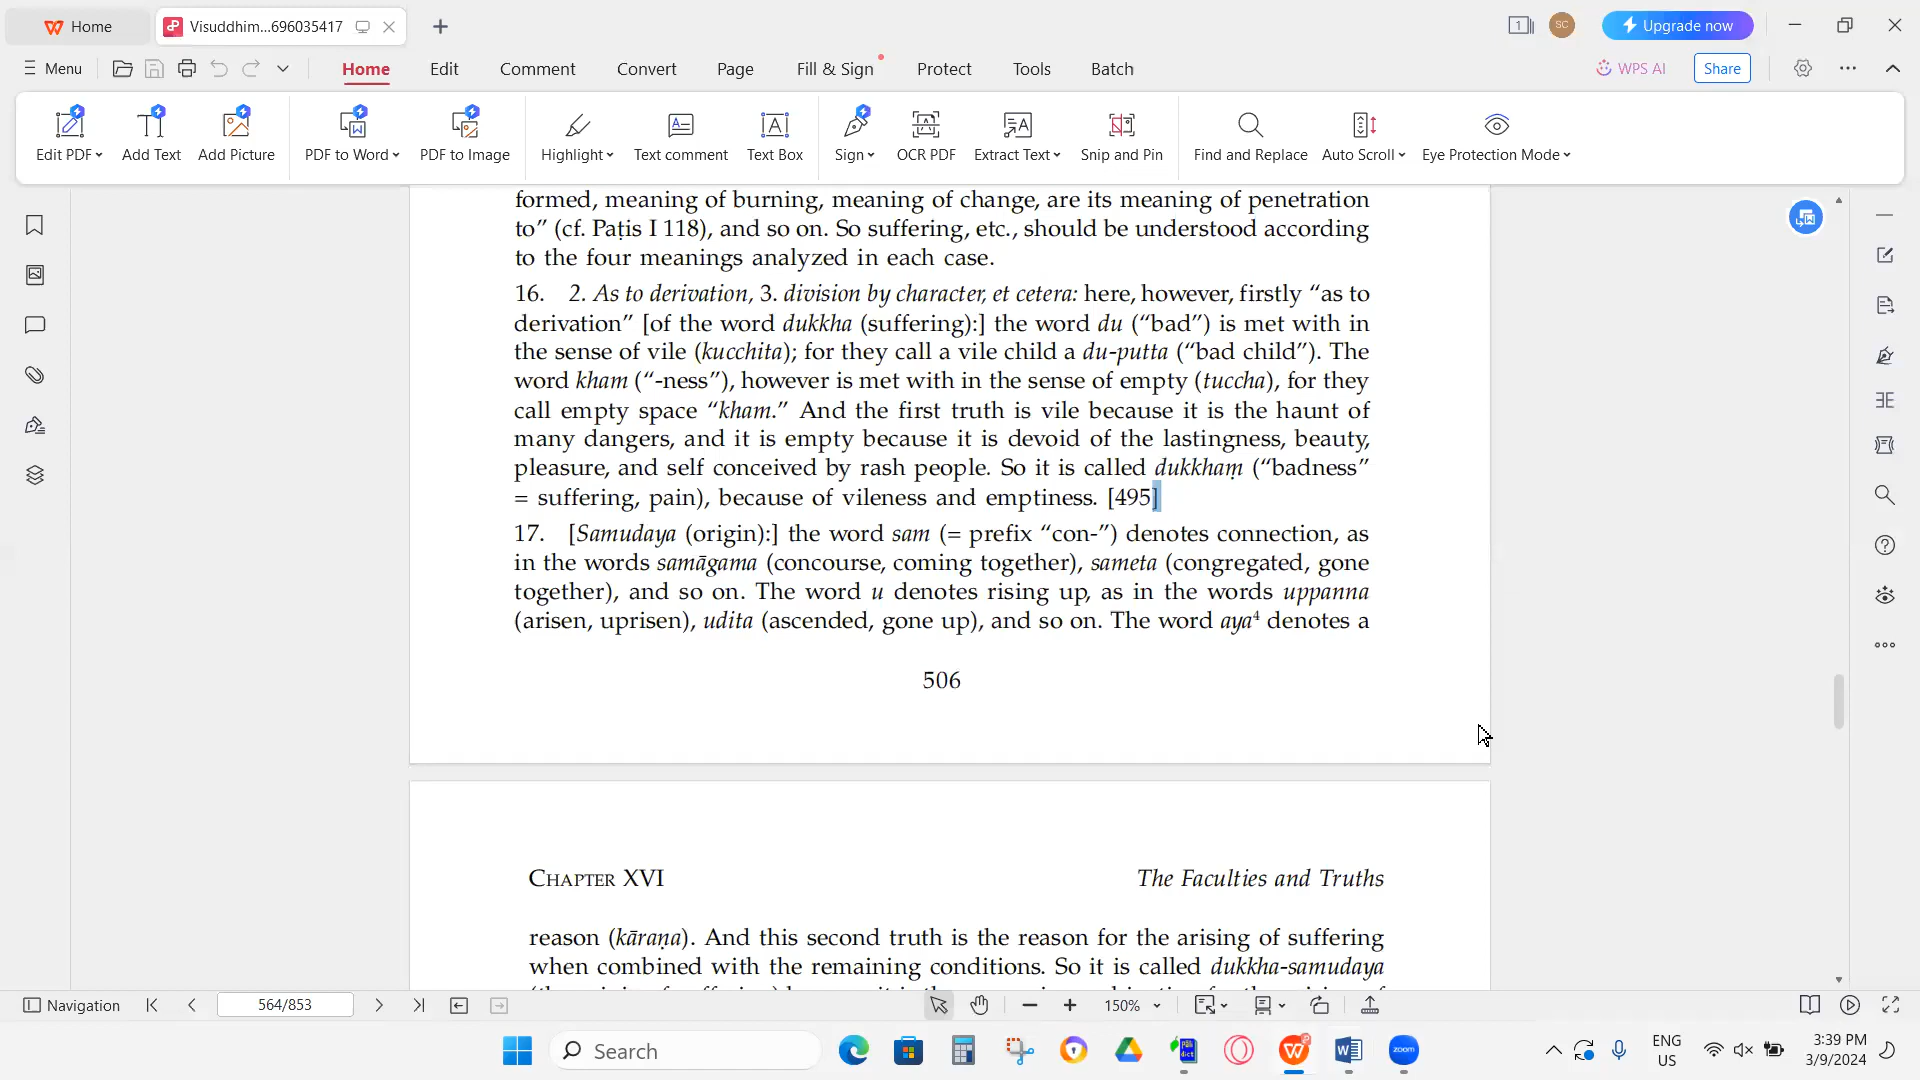 Home
Visuddhim...696035417
SC
Upgrade now
Menu
Home
Edit
Comment
Convert
Page
Fill & Sign
Protect
Tools
Batch
WPS AI
Share
Edit PDF
Add Text
Add Picture
PDF to Word
PDF to Image
Highlight
Text comment
Text Box
Sign
OCR PDF
Extract Text
Snip and Pin
Find and Replace
Auto Scroll
Eye Protection Mode
formed, meaning of burning, meaning of change, are its meaning of penetration
to” (cf. Paṭis I 118), and so on. So suffering, etc., should be understood according
to the four meanings analyzed in each case.
16. 2. As to derivation, 3. division by character, et cetera: here, however, firstly “as to
derivation” [of the word dukkha (suffering):] the word du (“bad”) is met with in
the sense of vile (kucchita); for they call a vile child a du-putta (“bad child”). The
word kham (“-ness”), however is met with in the sense of empty (tuccha), for they
call empty space “kham.” And the first truth is vile because it is the haunt of
many dangers, and it is empty because it is devoid of the lastingness, beauty,
pleasure, and self conceived by rash people. So it is called dukkhaṃ (“badness”
= suffering, pain), because of vileness and emptiness. [495]
17. [Samudaya (origin):] the word sam (= prefix “con-”) denotes connection, as
in the words samāgama (concourse, coming together), sameta (congregated, gone
together), and so on. The word u denotes rising up, as in the words uppanna
(arisen, uprisen), udita (ascended, gone up), and so on. The word aya4 denotes a
506
CHAPTER XVI
The Faculties and Truths
reason (kāraṇa). And this second truth is the reason for the arising of suffering
when combined with the remaining conditions. So it is called dukkha-samudaya
Navigation
564/853
150%
Search
zoom
ENG
US
3:39 PM
3/9/2024